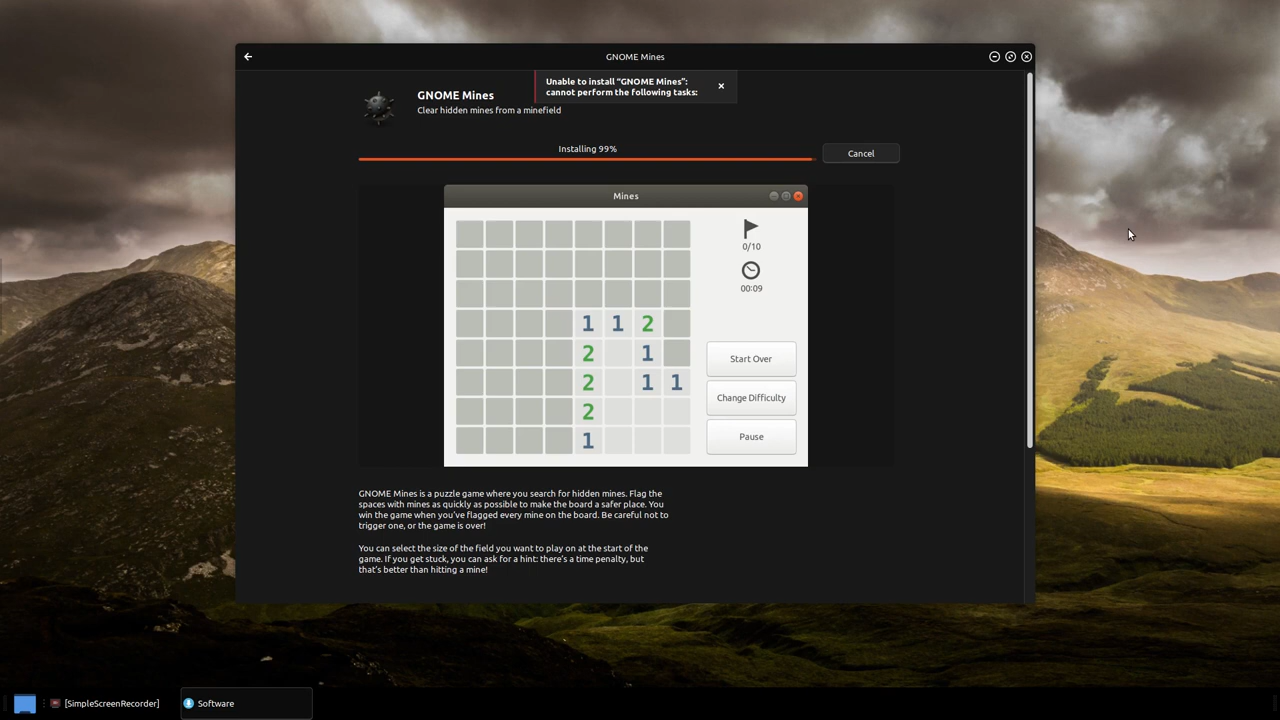 GNOME Mines
Unable to install “GNOME Mines”:
cannot perform the following tasks:
GNOME Mines
Clear hidden mines from a minefield
Installing 99%
Cancel
Mines
0/10
00:09
1 1 2
2 1
2 1 1
2
1
Start Over
Change Difficulty
Pause
GNOME Mines is a puzzle game where you search for hidden mines. Flag the
spaces with mines as quickly as possible to make the board a safer place. You
win the game when you've flagged every mine on the board. Be careful not to
trigger one, or the game is over!
You can select the size of the field you want to play on at the start of the
game. If you get stuck, you can ask for a hint: there's a time penalty, but
that's better than hitting a mine!
[SimpleScreenRecorder]
Software